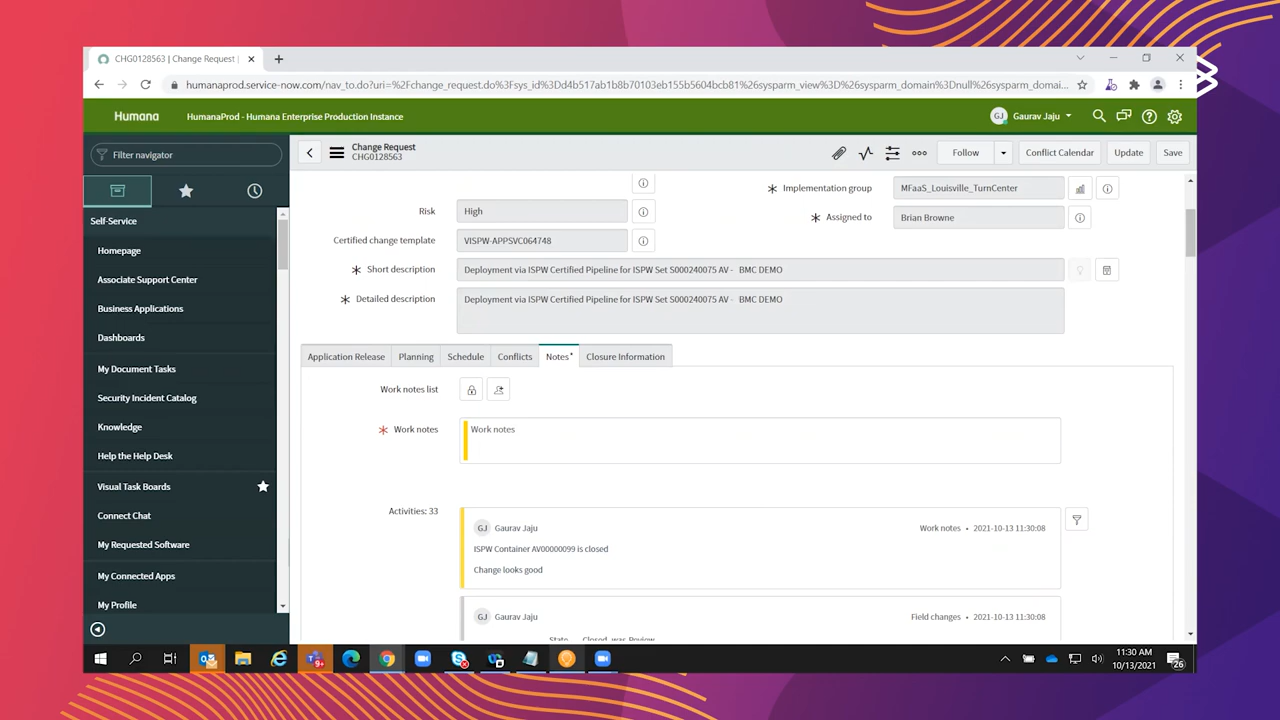 CHG0128563 | Change Request |
humanaprod.service-now.com/nav_to.do?uri=%2Fchange_request.do%3Fsys_id%3Dd4b517ab1b8b70103eb155b5604bcb81%26sysparm_view%3D%26sysparm_domain%3Dnull%26sysparm_domai...
Humana
HumanaProd - Humana Enterprise Production Instance
GJ Gaurav Jaju
Filter navigator
Change Request
CHG0128563
Follow
Conflict Calendar
Update
Save
Self-Service
Homepage
Associate Support Center
Business Applications
Dashboards
My Document Tasks
Security Incident Catalog
Knowledge
Help the Help Desk
Visual Task Boards
Connect Chat
My Requested Software
My Connected Apps
My Profile
Implementation group MFaaS_Louisville_TurnCenter
Risk High
Assigned to Brian Browne
Certified change template VISPW-APPSVC064748
Short description Deployment via ISPW Certified Pipeline for ISPW Set S000240075 AV - BMC DEMO
Detailed description Deployment via ISPW Certified Pipeline for ISPW Set S000240075 AV - BMC DEMO
Application Release Planning Schedule Conflicts Notes* Closure Information
Work notes list
Work notes Work notes
Activities: 33
GJ Gaurav Jaju Work notes • 2021-10-13 11:30:08
ISPW Container AV00000099 is closed
Change looks good
GJ Gaurav Jaju Field changes • 2021-10-13 11:30:08
State Closed was Review
11:30 AM
10/13/2021
26